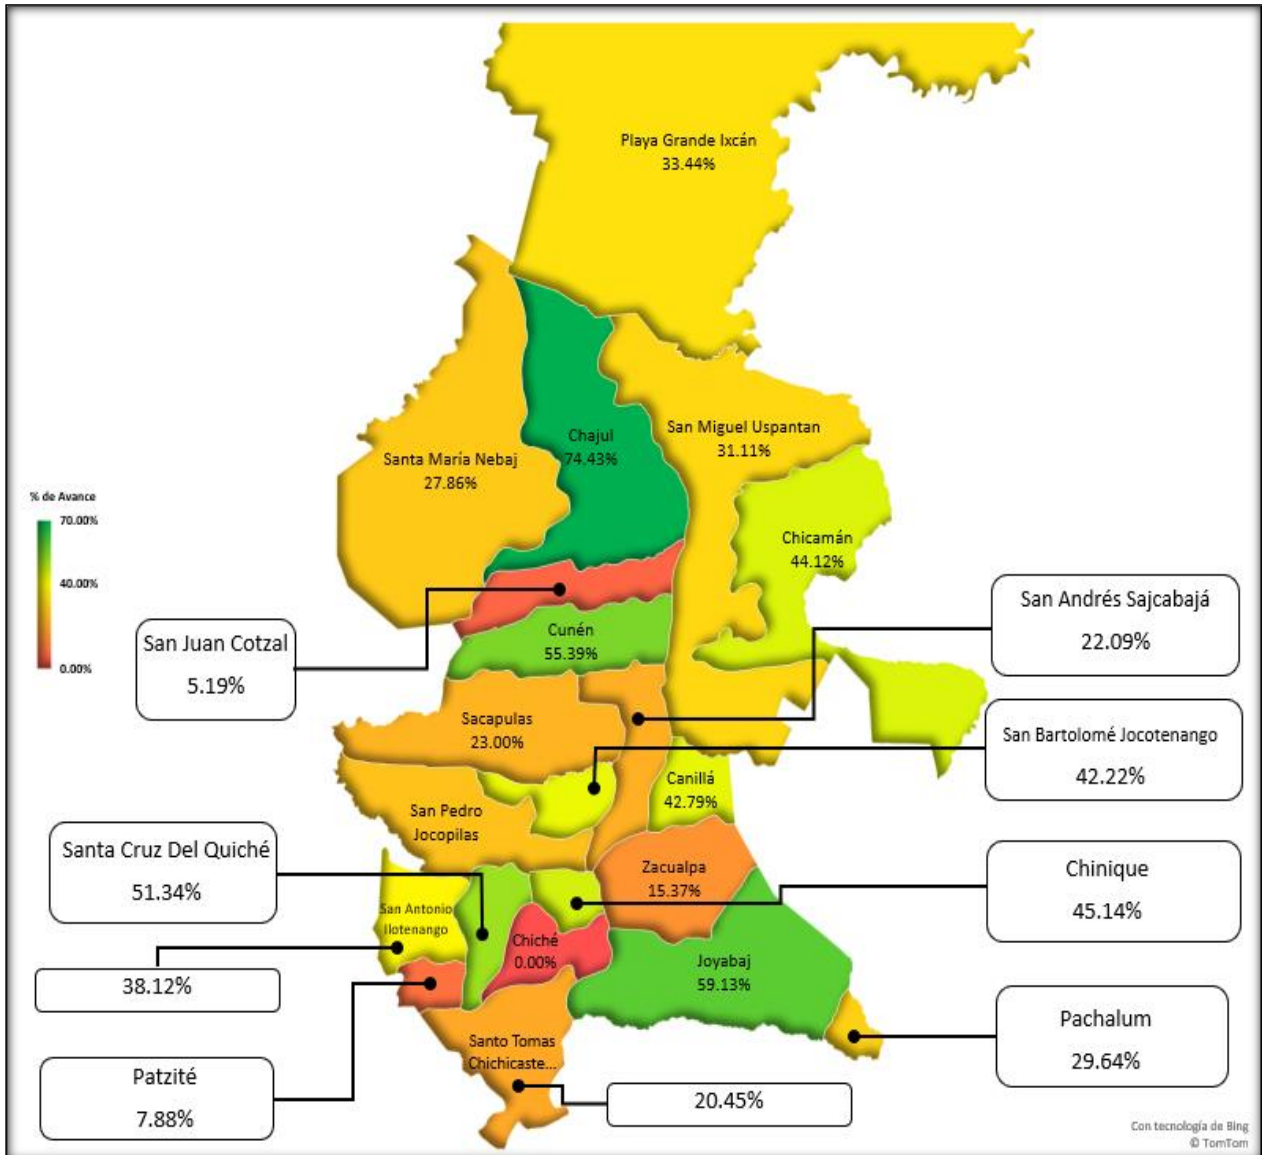 Playa Grande Ixcán
33.44%
Chajul
74.43%
San Miguel Uspantan
31.11%
Santa María Nebaj
27.86%
% de Avance
70.00%
40.00%
0.00%
Chicamán
44.12%
San Andrés Sajcabajá
22.09%
San Juan Cotzal
5.19%
Cunén
55.39%
Sacapulas
23.00%
San Bartolomé Jocotenango
42.22%
Canillá
42.79%
San Pedro
Jocopilas
Santa Cruz Del Quiché
51.34%
Zacualpa
15.37%
Chinique
45.14%
San Antonio
Ilotenango
38.12%
Chiché
0.00%
Joyabaj
59.13%
Pachalum
29.64%
Santo Tomas
Chichicaste...
20.45%
Patzité
7.88%
Con tecnología de Bing
© TomTom